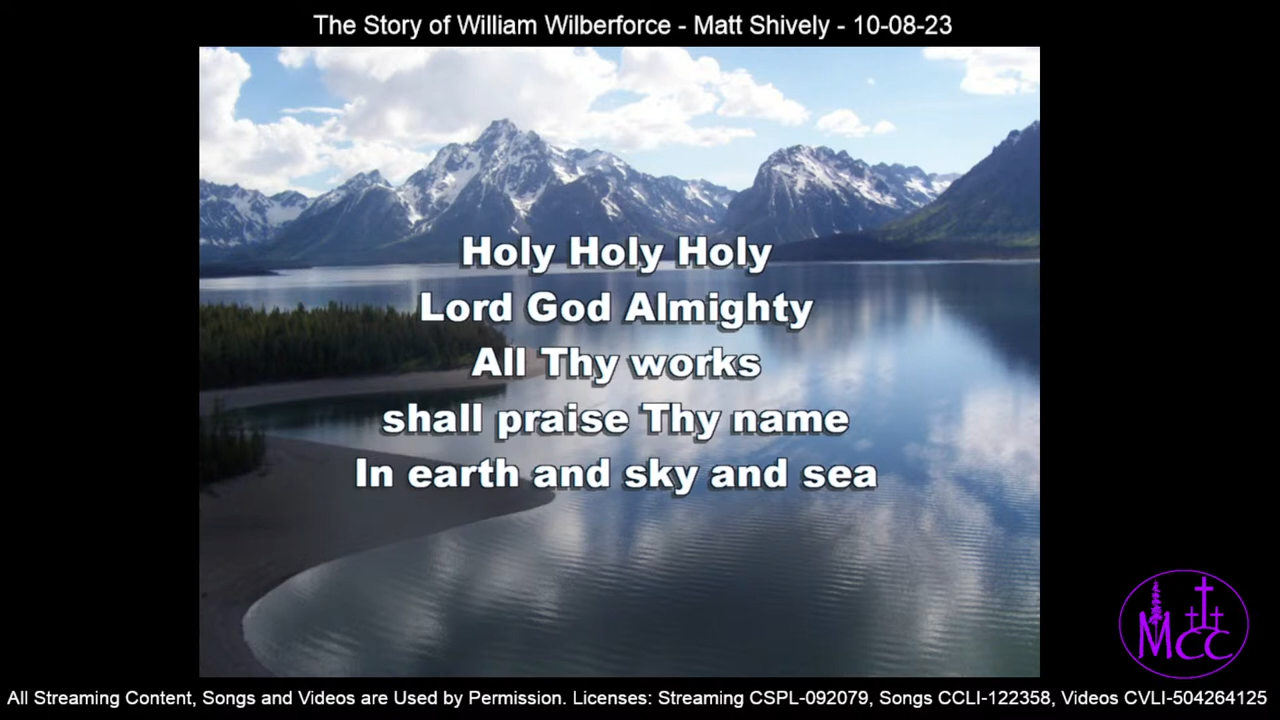 The Story of William Wilberforce - Matt Shively - 10-08-23
Holy Holy Holy
Lord God Almighty
All Thy works
shall praise Thy name
In earth and sky and sea
MCC
All Streaming Content, Songs and Videos are Used by Permission. Licenses: Streaming CSPL-092079, Songs CCLI-122358, Videos CVLI-504264125